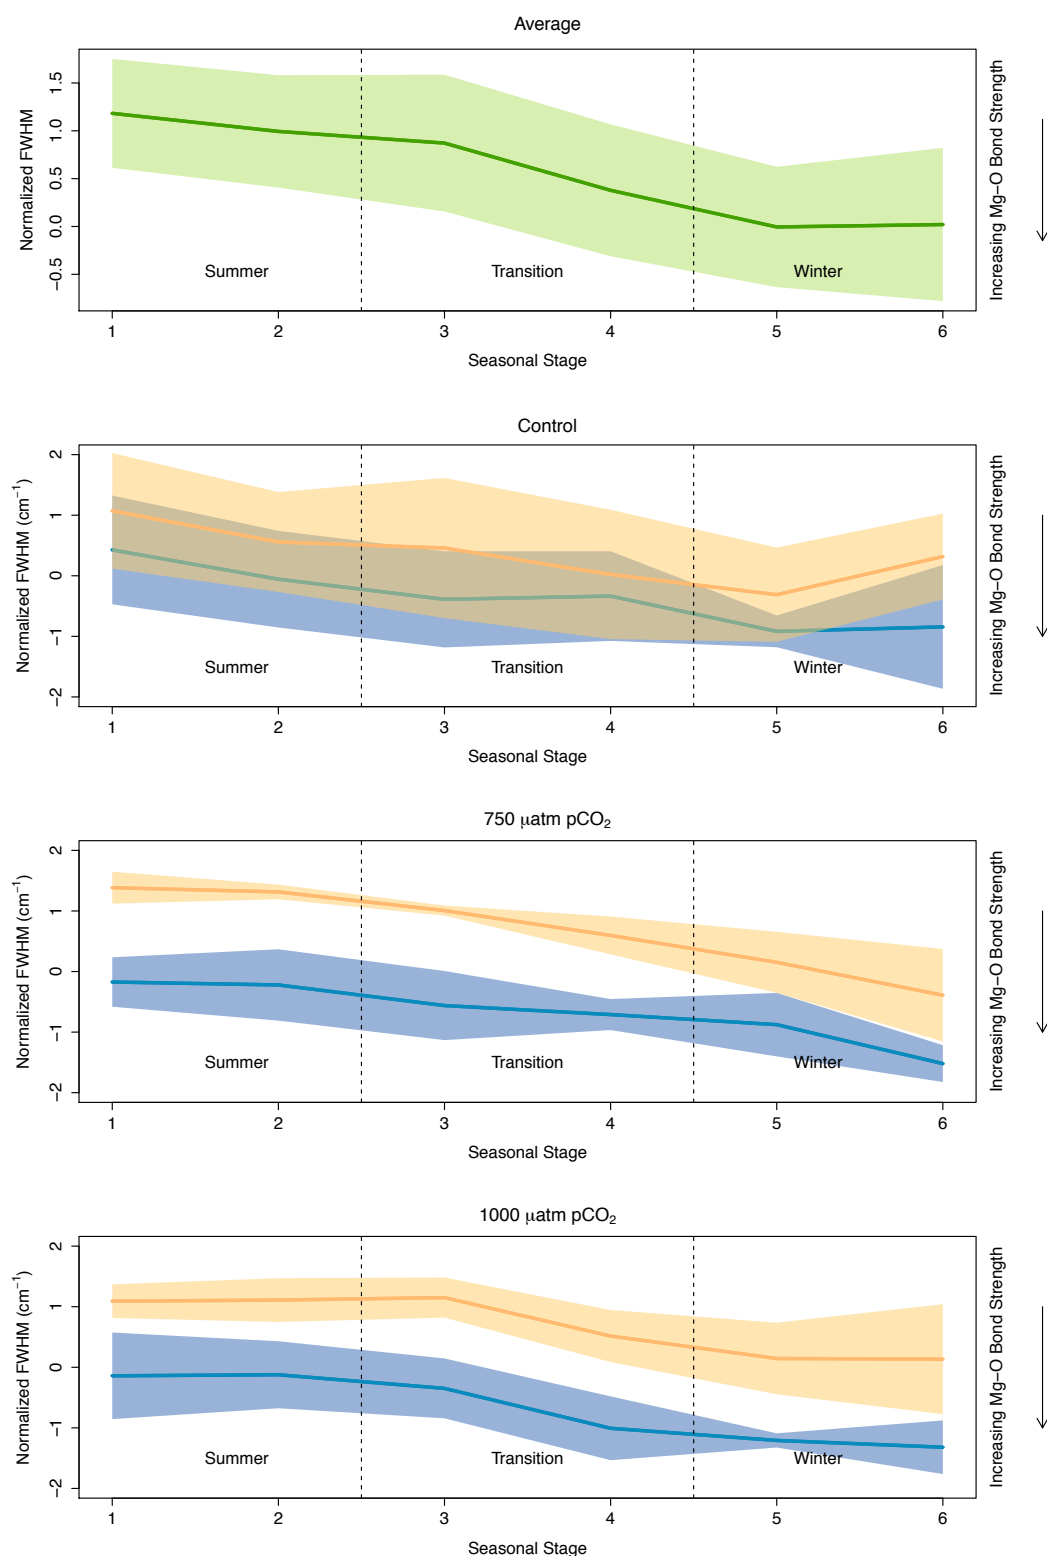 Average
Normalized FWHM
1.5
1.0
0.5
0.0
−0.5
Summer
Transition
Winter
Increasing Mg−O Bond Strength
1 2 3 4 5 6
Seasonal Stage
Control
Normalized FWHM (cm⁻¹)
2
1
0
−1
−2
Summer
Transition
Winter
Increasing Mg−O Bond Strength
1 2 3 4 5 6
Seasonal Stage
750 μatm pCO₂
Normalized FWHM (cm⁻¹)
2
1
0
−1
−2
Summer
Transition
Winter
Increasing Mg−O Bond Strength
1 2 3 4 5 6
Seasonal Stage
1000 μatm pCO₂
Normalized FWHM (cm⁻¹)
2
1
0
−1
−2
Summer
Transition
Winter
Increasing Mg−O Bond Strength
1 2 3 4 5 6
Seasonal Stage